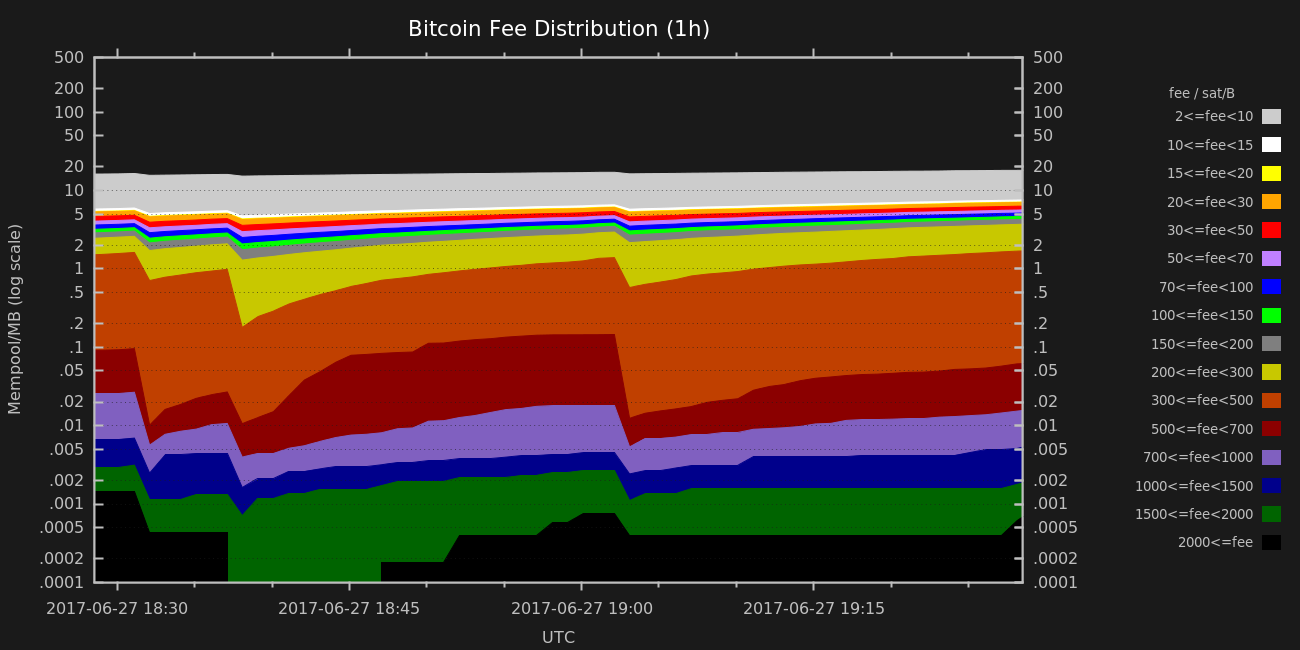 Bitcoin Fee Distribution (1h)
500 500
200 200
100 100
50 50
20 20
10 10
5 5
2 2
1 1
.5 .5
.2 .2
.1 .1
.05 .05
.02 .02
.01 .01
.005 .005
.002 .002
.001 .001
.0005 .0005
.0002 .0002
.0001 .0001
Mempool/MB (log scale)
2017-06-27 18:30 2017-06-27 18:45 2017-06-27 19:00 2017-06-27 19:15
UTC
fee / sat/B
2<=fee<10
10<=fee<15
15<=fee<20
20<=fee<30
30<=fee<50
50<=fee<70
70<=fee<100
100<=fee<150
150<=fee<200
200<=fee<300
300<=fee<500
500<=fee<700
700<=fee<1000
1000<=fee<1500
1500<=fee<2000
2000<=fee